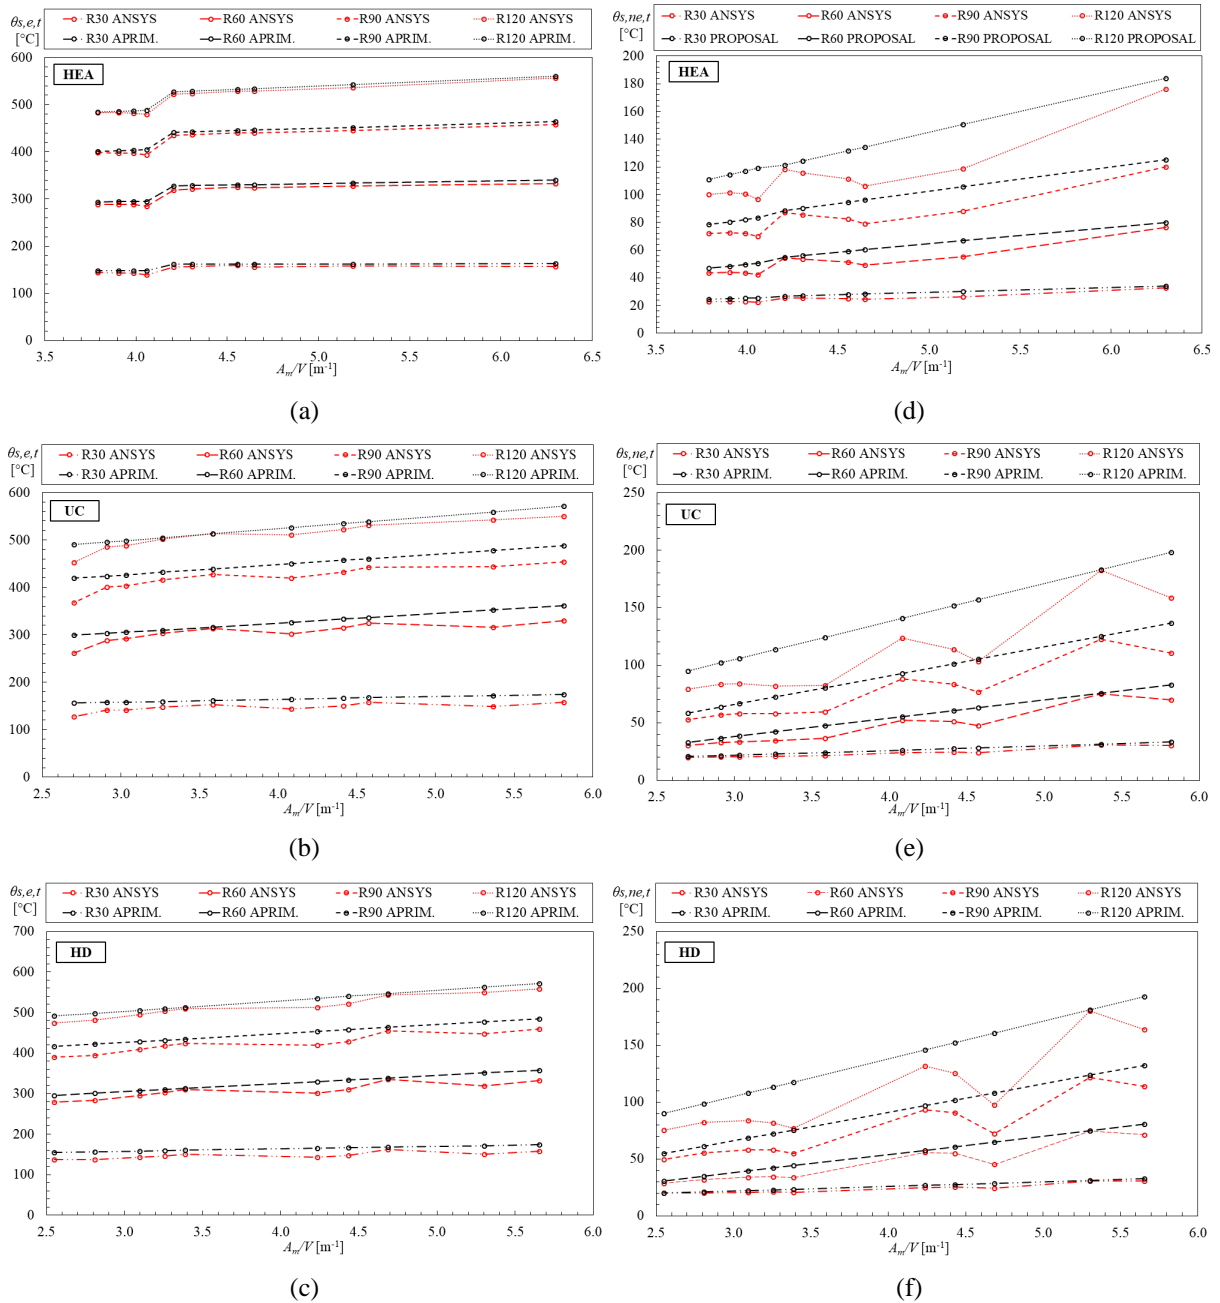 θs,e,t
[°C]
R30 ANSYS R60 ANSYS R90 ANSYS R120 ANSYS
R30 APRIM. R60 APRIM. R90 APRIM. R120 APRIM.
600
500
400
300
200
100
0
HEA
3.5 4.0 4.5 5.0 5.5 6.0 6.5
Am/V [m-1]
(a)
θs,ne,t
[°C]
R30 ANSYS R60 ANSYS R90 ANSYS R120 ANSYS
R30 PROPOSAL R60 PROPOSAL R90 PROPOSAL R120 PROPOSAL
200
180
160
140
120
100
80
60
40
20
0
HEA
3.5 4.0 4.5 5.0 5.5 6.0 6.5
Am/V [m-1]
(d)
θs,e,t
[°C]
R30 ANSYS R60 ANSYS R90 ANSYS R120 ANSYS
R30 APRIM. R60 APRIM. R90 APRIM. R120 APRIM.
600
500
400
300
200
100
0
UC
2.5 3.0 3.5 4.0 4.5 5.0 5.5 6.0
Am/V [m-1]
(b)
θs,ne,t
[°C]
R30 ANSYS R60 ANSYS R90 ANSYS R120 ANSYS
R30 APRIM. R60 APRIM. R90 APRIM. R120 APRIM.
250
200
150
100
50
0
UC
2.5 3.0 3.5 4.0 4.5 5.0 5.5 6.0
Am/V [m-1]
(e)
θs,e,t
[°C]
R30 ANSYS R60 ANSYS R90 ANSYS R120 ANSYS
R30 APRIM. R60 APRIM. R90 APRIM. R120 APRIM.
700
600
500
400
300
200
100
0
HD
2.5 3.0 3.5 4.0 4.5 5.0 5.5 6.0
Am/V [m-1]
(c)
θs,ne,t
[°C]
R30 ANSYS R60 ANSYS R90 ANSYS R120 ANSYS
R30 APRIM. R60 APRIM. R90 APRIM. R120 APRIM.
250
200
150
100
50
0
HD
2.5 3.0 3.5 4.0 4.5 5.0 5.5 6.0
Am/V [m-1]
(f)